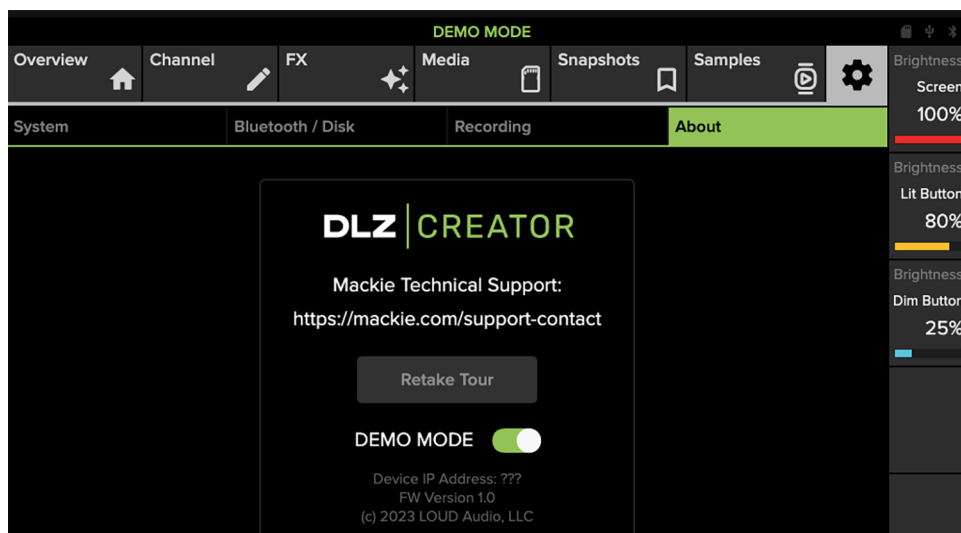 DEMO MODE
Overview
Channel
FX
Media
Snapshots
Samples
System
Bluetooth / Disk
Recording
About
DLZ | CREATOR
Mackie Technical Support:
https://mackie.com/support-contact
Retake Tour
DEMO MODE
Device IP Address: ???
FW Version 1.0
(c) 2023 LOUD Audio, LLC
Brightness
Screen
100%
Brightness
Lit Button
80%
Brightness
Dim Button
25%